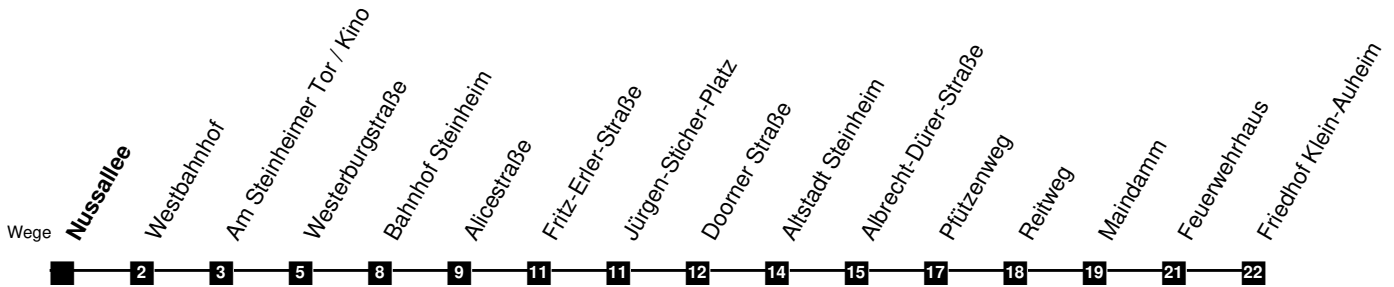 Wege
Nussallee
Westbahnhof
Am Steinheimer Tor / Kino
Westerburgstraße
Bahnhof Steinheim
Alicestraße
Fritz-Erler-Straße
Jürgen-Sticher-Platz
Doorner Straße
Altstadt Steinheim
Albrecht-Dürer-Straße
Pfützenweg
Reitweg
Maindamm
Feuerwehrhaus
Friedhof Klein-Auheim
2 3 5 8 9 11 11 12 14 15 17 18 19 21 22